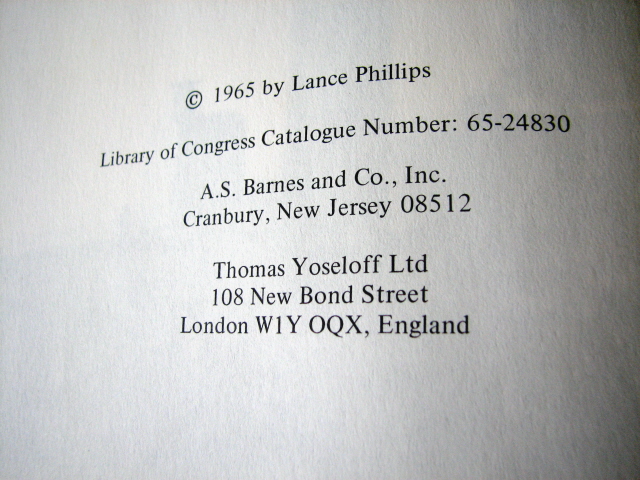 © 1965 by Lance Phillips
Library of Congress Catalogue Number: 65-24830
A.S. Barnes and Co., Inc.
Cranbury, New Jersey 08512
Thomas Yoseloff Ltd
108 New Bond Street
London W1Y OQX, England